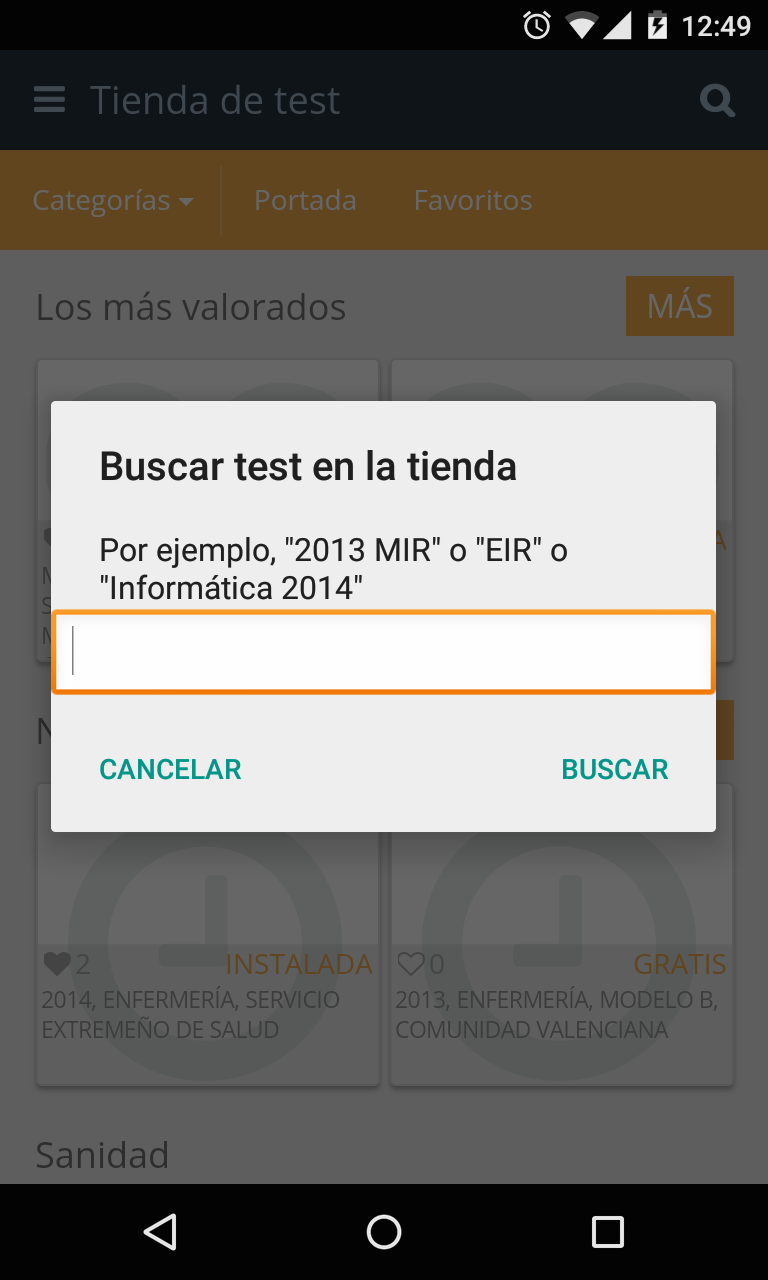 12:49
Tienda de test
Categorías Portada Favoritos
Los más valorados MÁS
Buscar test en la tienda
Por ejemplo, "2013 MIR" o "EIR" o
"Informática 2014"
CANCELAR BUSCAR
2 INSTALADA
2014, ENFERMERÍA, SERVICIO
EXTREMEÑO DE SALUD
0 GRATIS
2013, ENFERMERÍA, MODELO B,
COMUNIDAD VALENCIANA
Sanidad